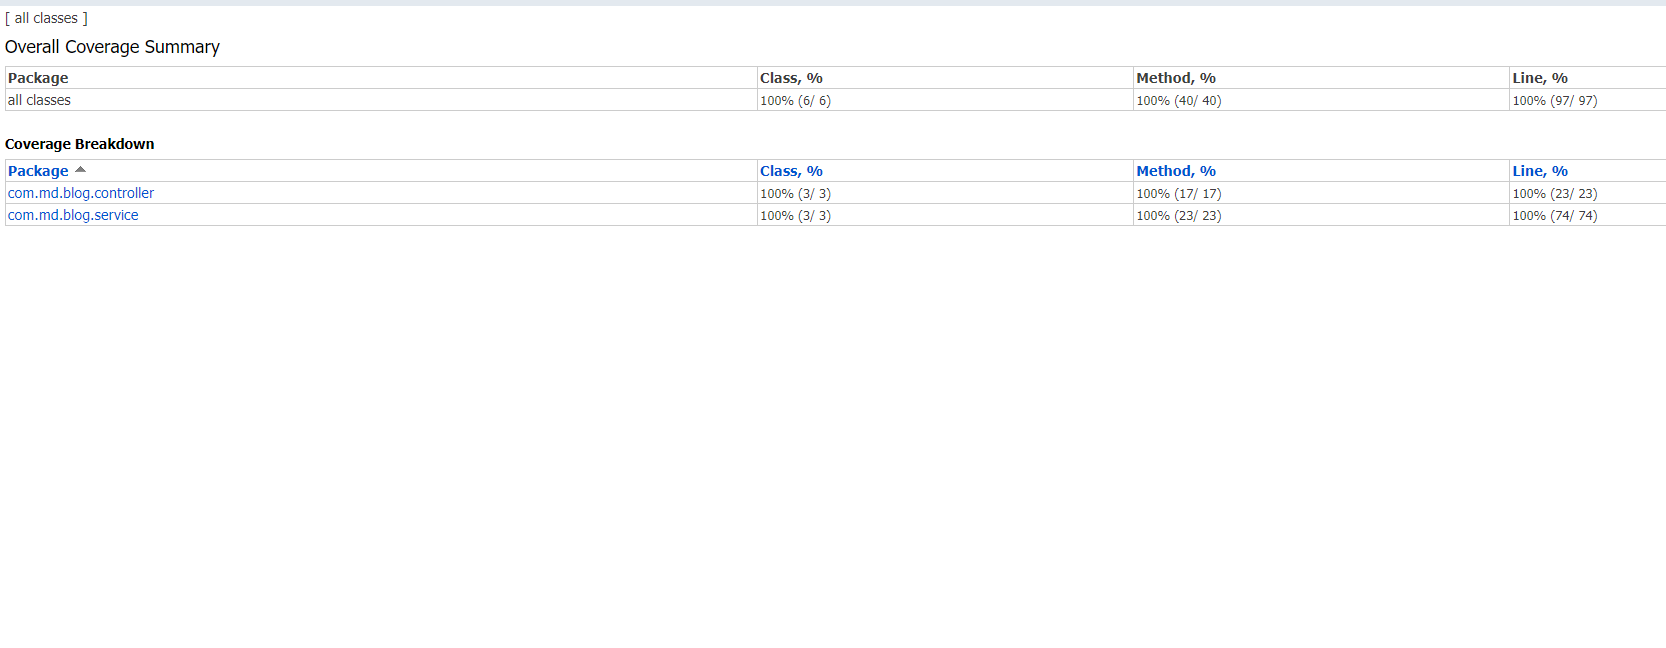 [ all classes ]
Overall Coverage Summary
Package Class, % Method, % Line, %
all classes 100% (6/ 6) 100% (40/ 40) 100% (97/ 97)
Coverage Breakdown
Package Class, % Method, % Line, %
com.md.blog.controller 100% (3/ 3) 100% (17/ 17) 100% (23/ 23)
com.md.blog.service 100% (3/ 3) 100% (23/ 23) 100% (74/ 74)